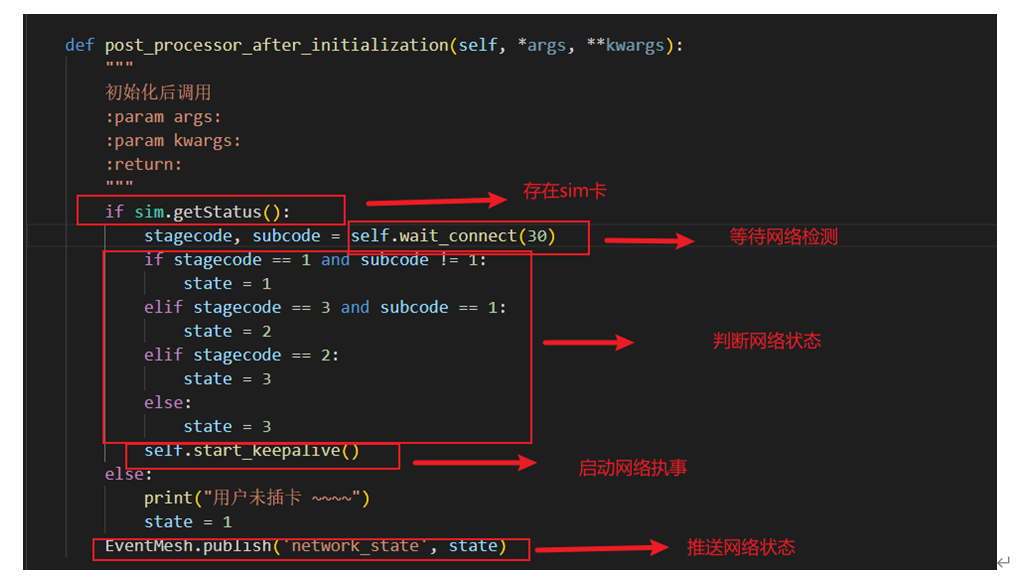 def post_processor_after_initialization(self, *args, **kwargs):
"""
初始化后调用
:param args:
:param kwargs:
:return:
"""
if sim.getStatus():
存在sim卡
stagecode, subcode = self.wait_connect(30)
等待网络检测
if stagecode == 1 and subcode != 1:
state = 1
elif stagecode == 3 and subcode == 1:
state = 2
判断网络状态
elif stagecode == 2:
state = 3
else:
state = 3
self.start_keepalive()
启动网络执事
else:
print("用户未插卡 ~~~~")
state = 1
EventMesh.publish('network_state', state)
推送网络状态